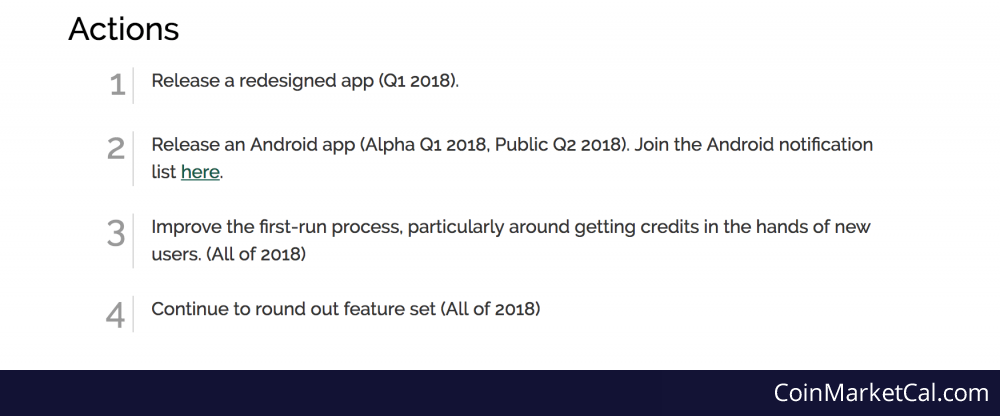 Actions
1 Release a redesigned app (Q1 2018).
2 Release an Android app (Alpha Q1 2018, Public Q2 2018). Join the Android notification
list here.
3 Improve the first-run process, particularly around getting credits in the hands of new
users. (All of 2018)
4 Continue to round out feature set (All of 2018)
CoinMarketCal.com